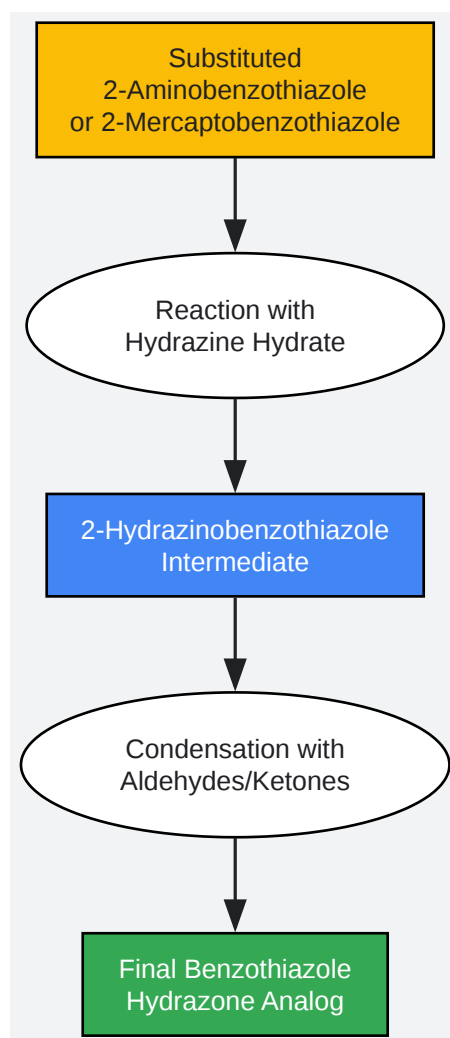 Substituted
2-Aminobenzothiazole
or 2-Mercaptobenzothiazole
Reaction with
Hydrazine Hydrate
2-Hydrazinobenzothiazole
Intermediate
Condensation with
Aldehydes/Ketones
Final Benzothiazole
Hydrazone Analog